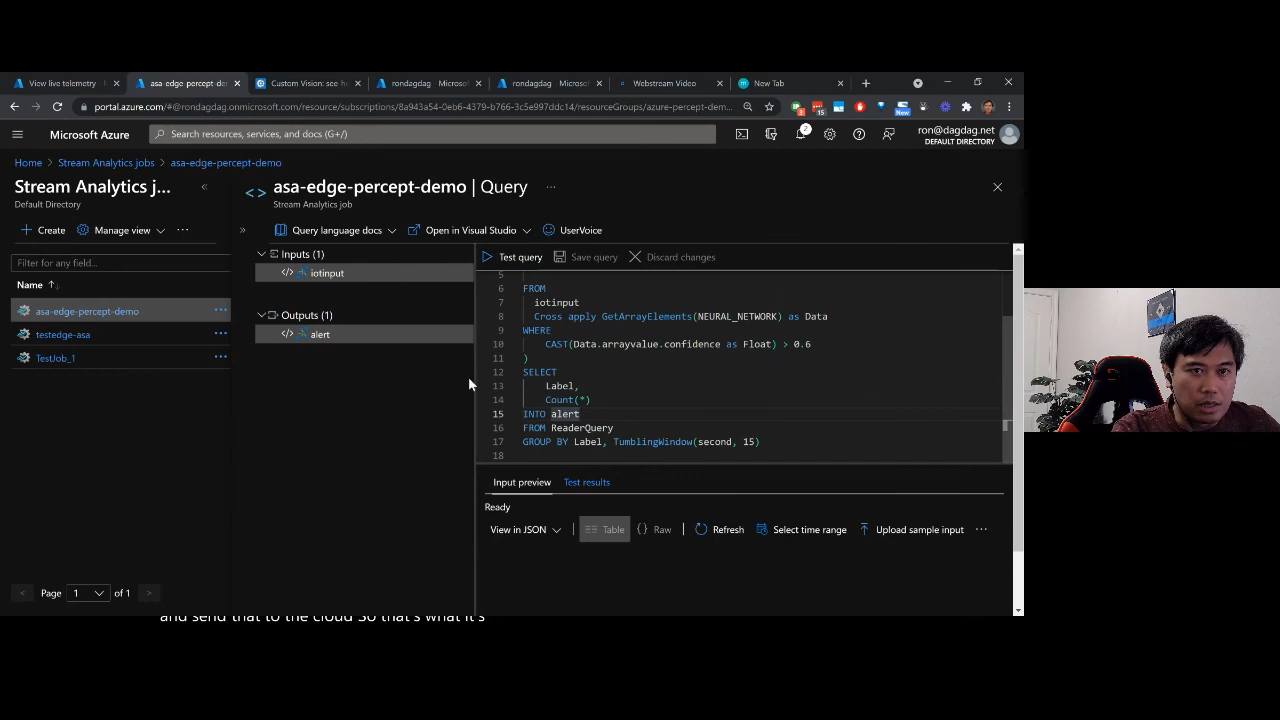 View live telemetry
asa-edge-percept-de
Custom Vision: see h
rondagdag - Microsof
rondagdag - Microsof
Webstream Video
New Tab
portal.azure.com/#@rondagdag.onmicrosoft.com/resource/subscriptions/8a943a54-0eb6-4379-b766-3c5e997ddc14/resourceGroups/azure-percept-dem...
3
15
New
Microsoft Azure
Search resources, services, and docs (G+/)
2
ron@dagdag.net
DEFAULT DIRECTORY
Home > Stream Analytics jobs > asa-edge-percept-demo
Stream Analytics j...
Default Directory
Create
Manage view
Filter for any field...
Name
asa-edge-percept-demo
testedge-asa
TestJob_1
< Page 1 of 1 >
asa-edge-percept-demo | Query
Stream Analytics job
Query language docs
Open in Visual Studio
UserVoice
Inputs (1)
iotinput
Outputs (1)
alert
Test query
Save query
Discard changes
5
6 FROM
7 iotinput
8 Cross apply GetArrayElements(NEURAL_NETWORK) as Data
9 WHERE
10 CAST(Data.arrayvalue.confidence as Float) > 0.6
11 )
12 SELECT
13 Label,
14 Count(*)
15 INTO alert
16 FROM ReaderQuery
17 GROUP BY Label, TumblingWindow(second, 15)
18
Input preview
Test results
Ready
View in JSON
Table
{} Raw
Refresh
Select time range
Upload sample input
and send that to the cloud So that's what it's